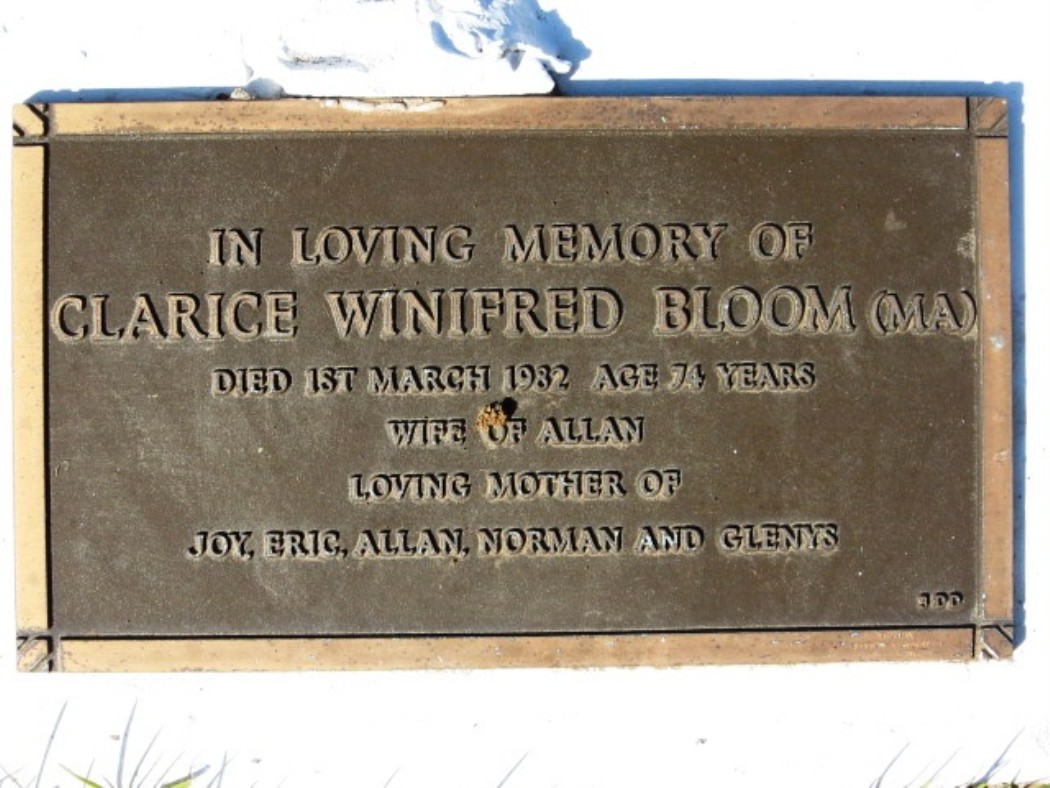 IN LOVING MEMORY OF
CLARICE WINIFRED BLOOM (MA)
DIED 1ST MARCH 1982 AGE 74 YEARS
WIFE OF ALLAN
LOVING MOTHER OF
JOY, ERIC, ALLAN, NORMAN AND GLENYS